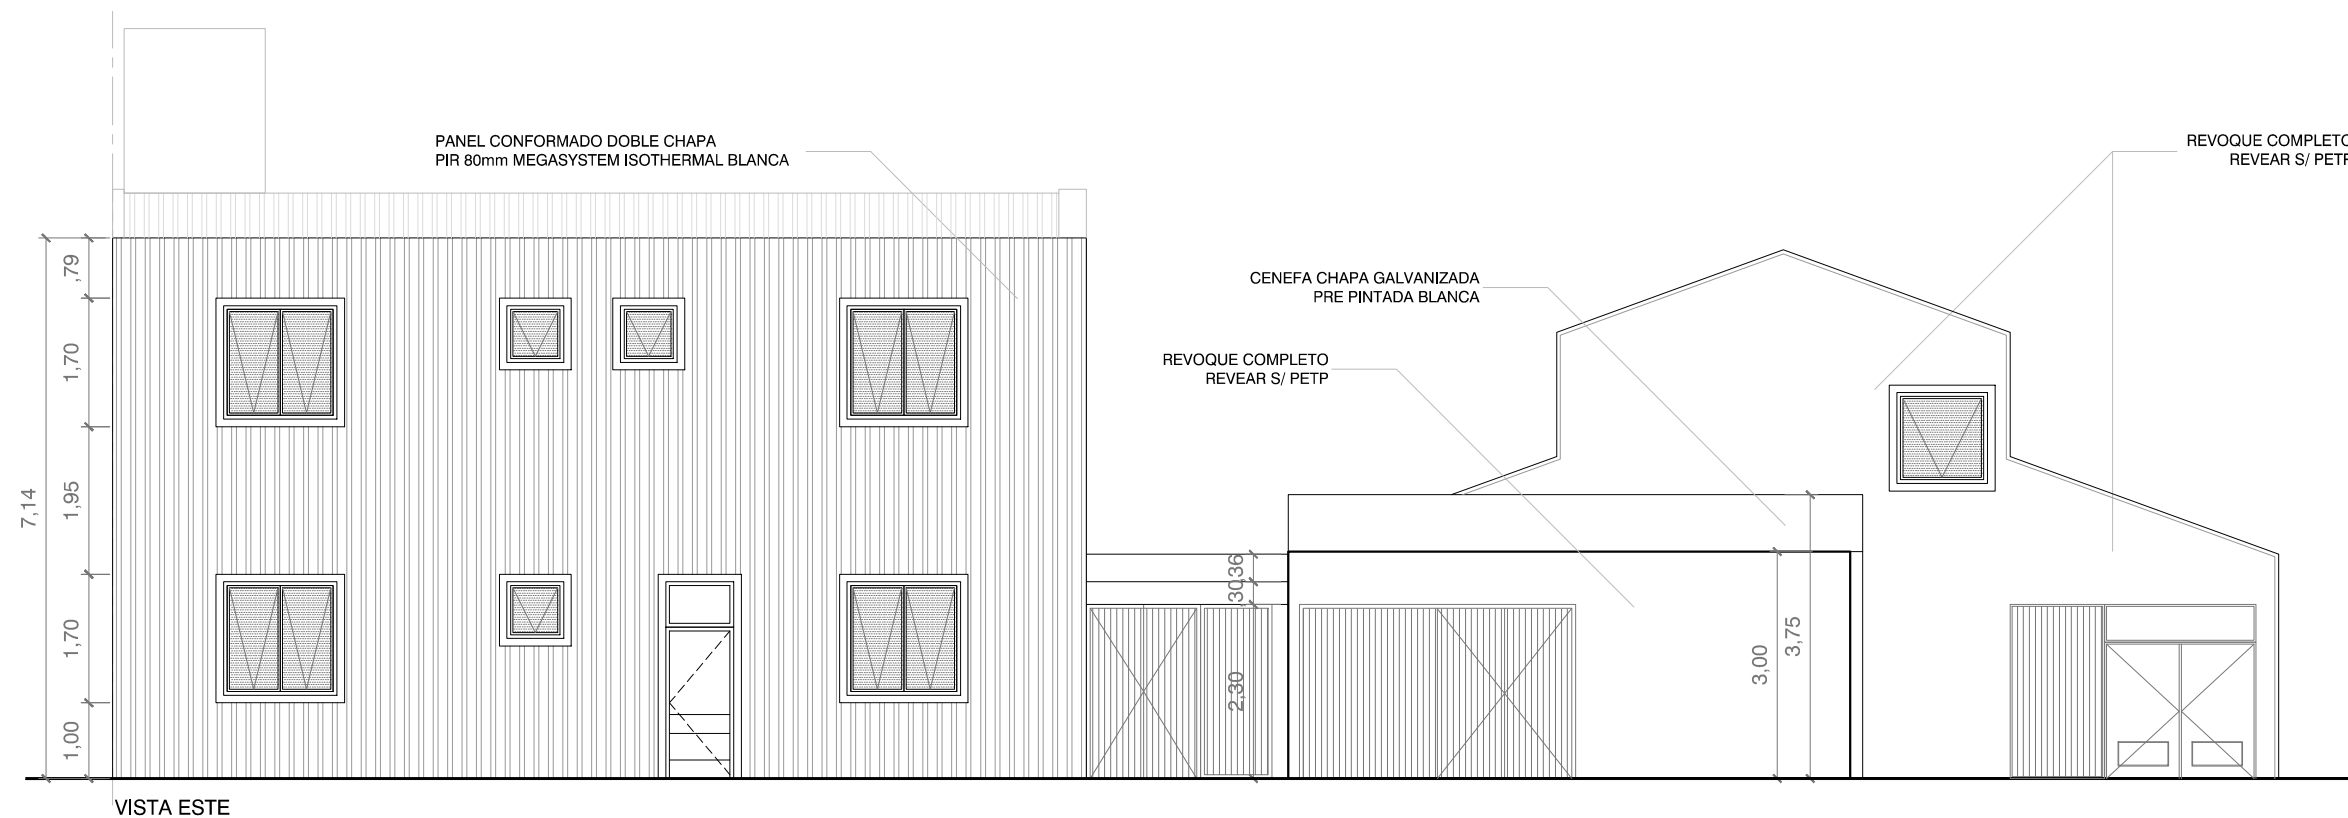 PANEL CONFORMADO DOBLE CHAPA
PIR 80mm MEGASYSTEM ISOTHERMAL BLANCA
REVOQUE COMPLETO
REVEAR S/ PETP
CENEFA CHAPA GALVANIZADA
PRE PINTADA BLANCA
REVOQUE COMPLETO
REVEAR S/ PETP
7,14
,79
1,70
1,95
1,70
1,00
,36
,30
2,30
3,00
3,75
VISTA ESTE